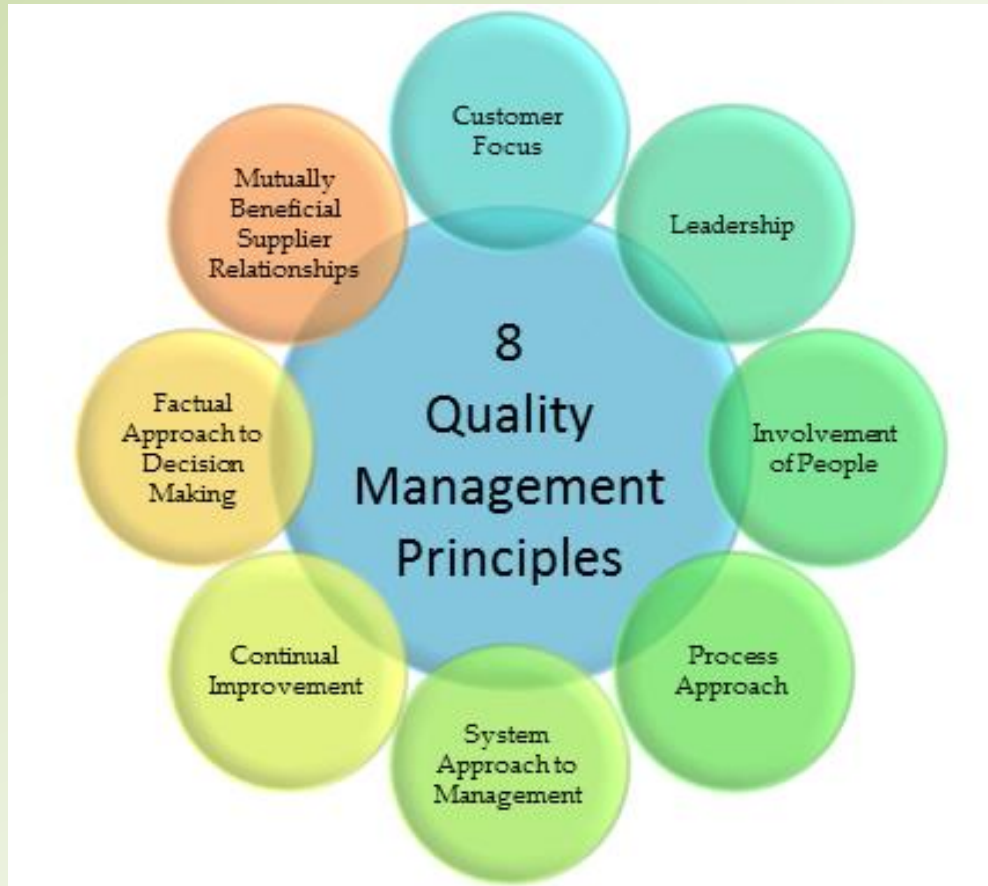 8
Quality
Management
Principles
Customer
Focus
Leadership
Involvement
of People
Process
Approach
System
Approach to
Management
Continual
Improvement
Factual
Approach to
Decision
Making
Mutually
Beneficial
Supplier
Relationships